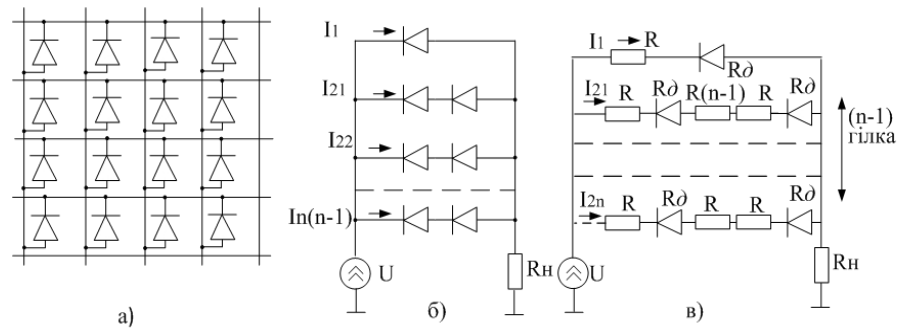 а)
I1
I21
I22
In(n-1)
U
Rн
б)
I1 R
Rд
I21 R Rд R(n-1) R Rд
(n-1)
гілка
I2n R Rд R R Rд
U
Rн
в)